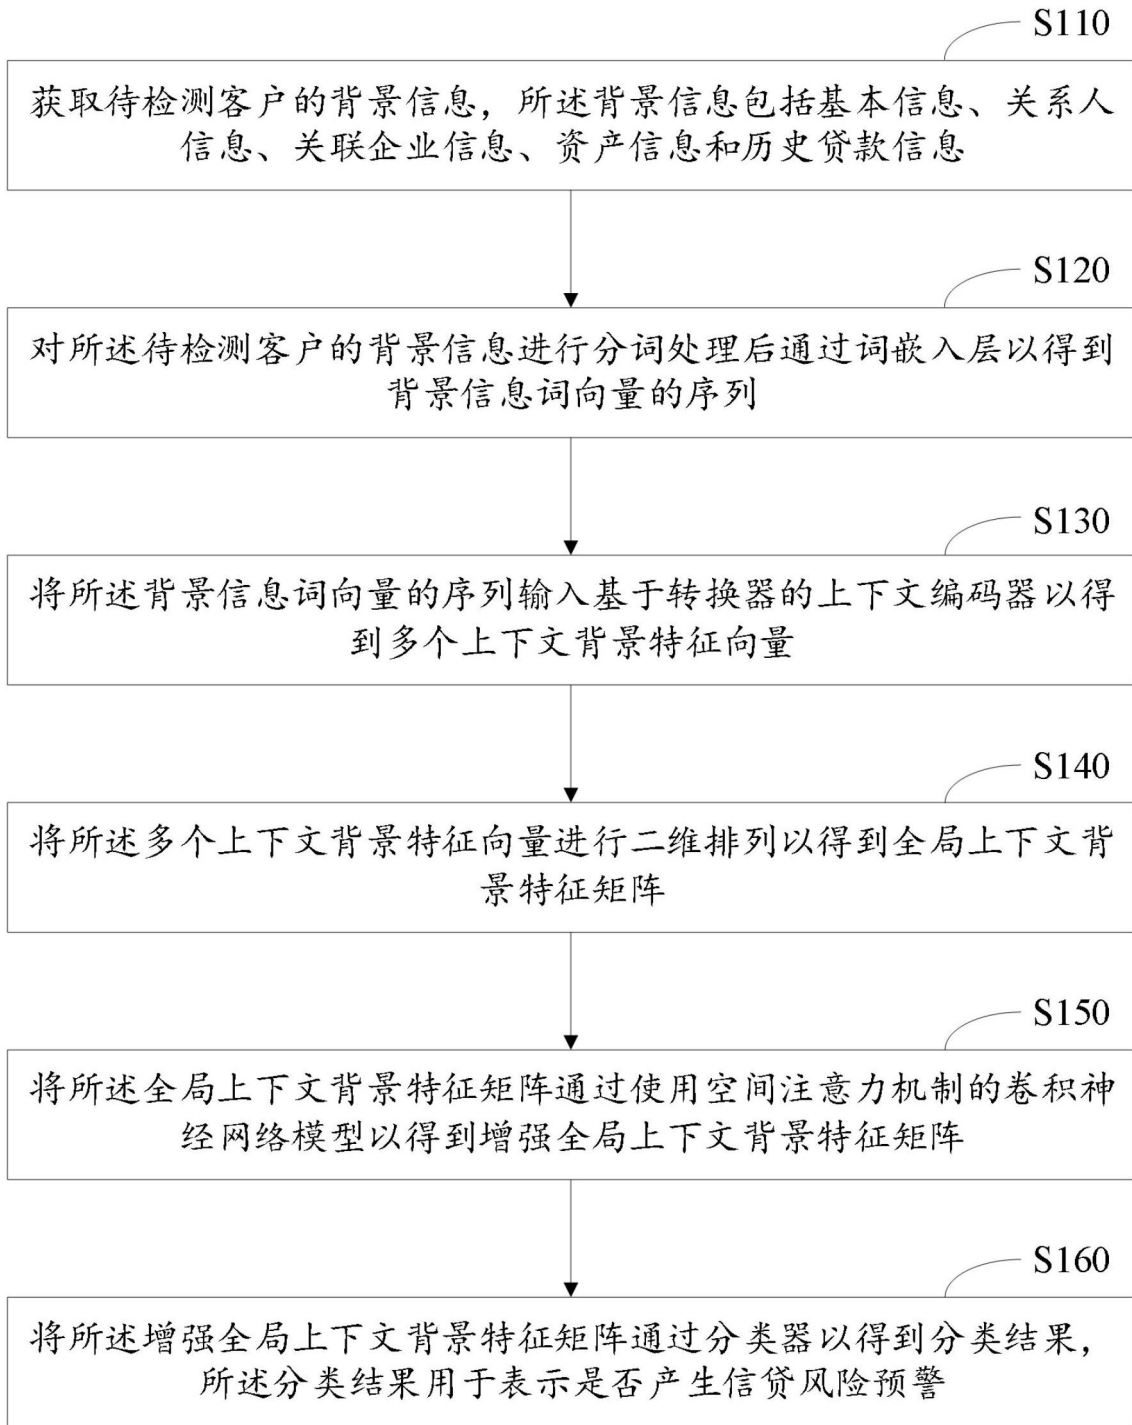 S110
获取待检测客户的背景信息，所述背景信息包括基本信息、关系人
信息、关联企业信息、资产信息和历史贷款信息
S120
对所述待检测客户的背景信息进行分词处理后通过词嵌入层以得到
背景信息词向量的序列
S130
将所述背景信息词向量的序列输入基于转换器的上下文编码器以得
到多个上下文背景特征向量
S140
将所述多个上下文背景特征向量进行二维排列以得到全局上下文背
景特征矩阵
S150
将所述全局上下文背景特征矩阵通过使用空间注意力机制的卷积神
经网络模型以得到增强全局上下文背景特征矩阵
S160
将所述增强全局上下文背景特征矩阵通过分类器以得到分类结果，
所述分类结果用于表示是否产生信贷风险预警